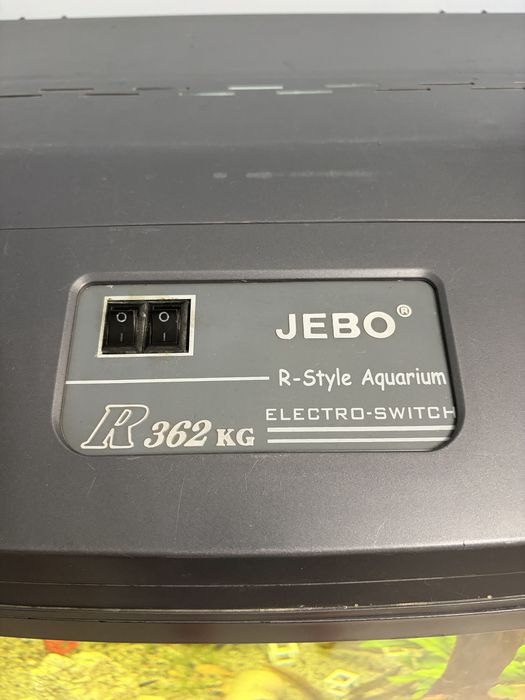 JEBO®
R-Style Aquarium
ELECTRO-SWITCH
R 362 KG